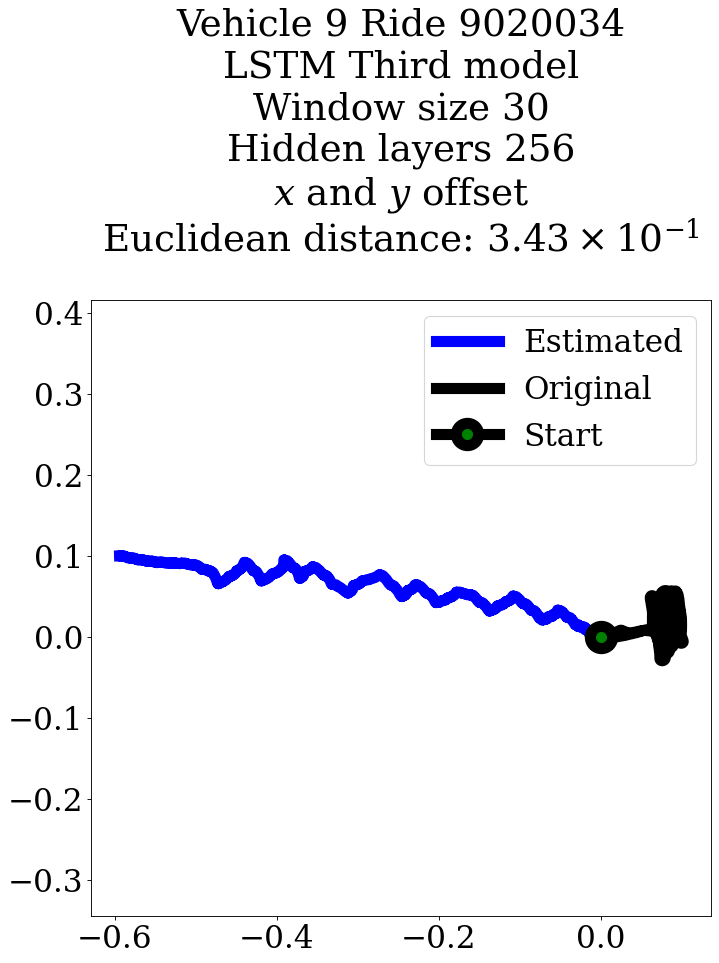 Vehicle 9 Ride 9020034
LSTM Third model
Window size 30
Hidden layers 256
x and y offset
Euclidean distance: 3.43 × 10⁻¹
Estimated
Original
Start
0.4
0.3
0.2
0.1
0.0
−0.1
−0.2
−0.3
−0.6 −0.4 −0.2 0.0